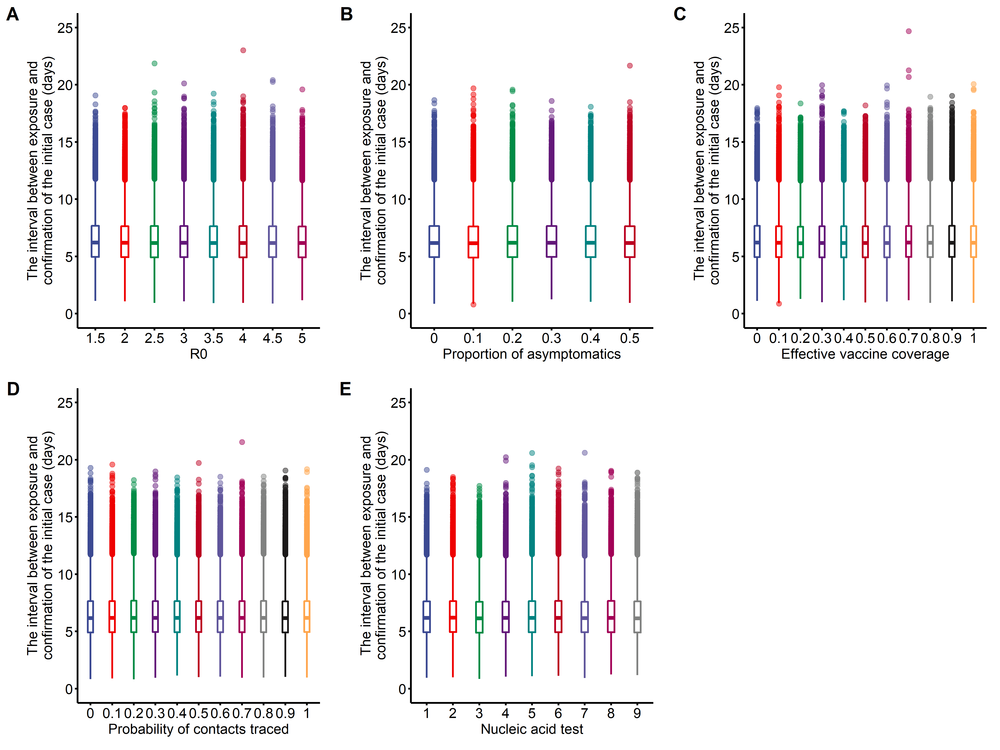 A
The interval between exposure and
confirmation of the initial case (days)
25
20
15
10
5
0
1.5 2 2.5 3 3.5 4 4.5 5
R0
B
The interval between exposure and
confirmation of the initial case (days)
25
20
15
10
5
0
0 0.1 0.2 0.3 0.4 0.5
Proportion of asymptomatics
C
The interval between exposure and
confirmation of the initial case (days)
25
20
15
10
5
0
0 0.1 0.2 0.3 0.4 0.5 0.6 0.7 0.8 0.9 1
Effective vaccine coverage
D
The interval between exposure and
confirmation of the initial case (days)
25
20
15
10
5
0
0 0.1 0.2 0.3 0.4 0.5 0.6 0.7 0.8 0.9 1
Probability of contacts traced
E
The interval between exposure and
confirmation of the initial case (days)
25
20
15
10
5
0
1 2 3 4 5 6 7 8 9
Nucleic acid test